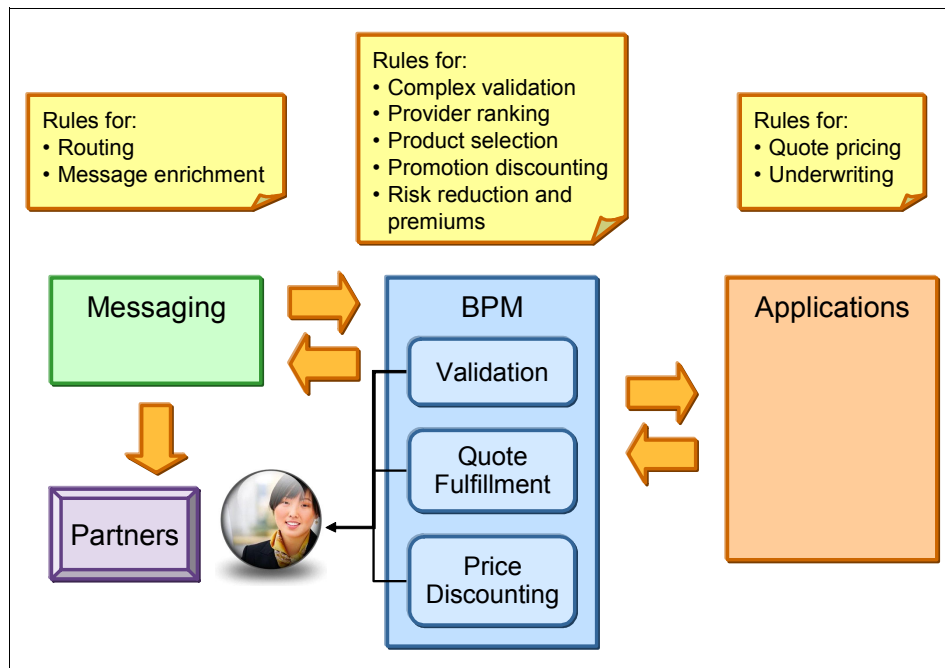 Rules for:
• Routing
• Message enrichment
Rules for:
• Complex validation
• Provider ranking
• Product selection
• Promotion discounting
• Risk reduction and
premiums
Rules for:
• Quote pricing
• Underwriting
Messaging
BPM
Applications
Validation
Quote
Fulfillment
Price
Discounting
Partners